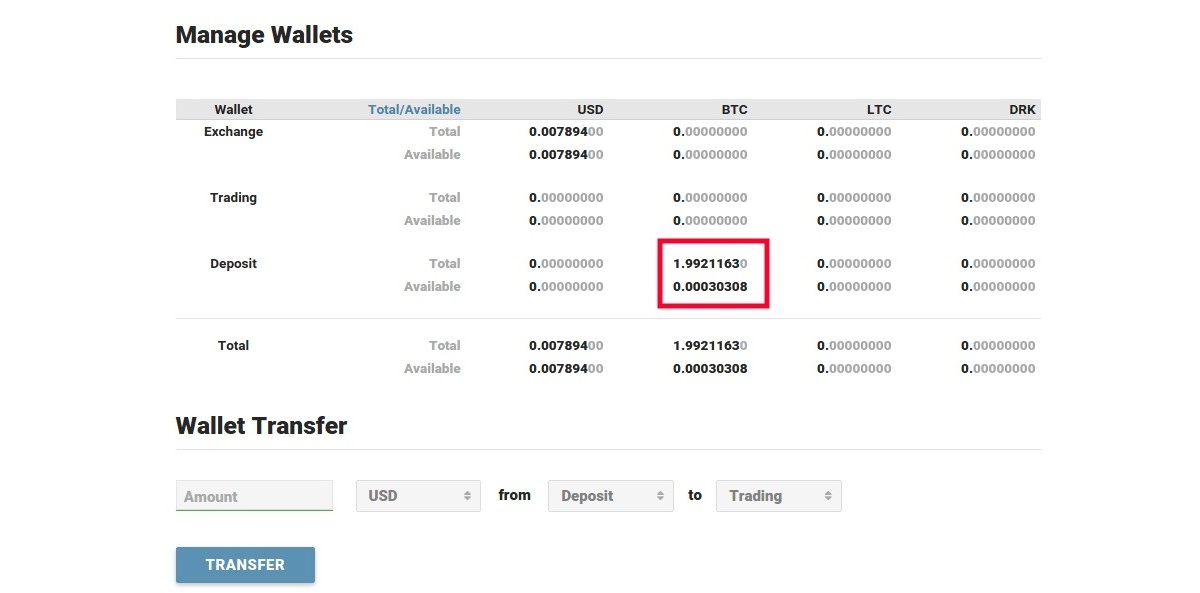 Manage Wallets
Wallet Total/Available USD BTC LTC DRK
Exchange Total 0.00789400 0.00000000 0.00000000 0.00000000
Available 0.00789400 0.00000000 0.00000000 0.00000000
Trading Total 0.00000000 0.00000000 0.00000000 0.00000000
Available 0.00000000 0.00000000 0.00000000 0.00000000
Deposit Total 0.00000000 1.99211630 0.00000000 0.00000000
Available 0.00000000 0.00030308 0.00000000 0.00000000
Total Total 0.00789400 1.99211630 0.00000000 0.00000000
Available 0.00789400 0.00030308 0.00000000 0.00000000
Wallet Transfer
Amount USD from Deposit to Trading
TRANSFER